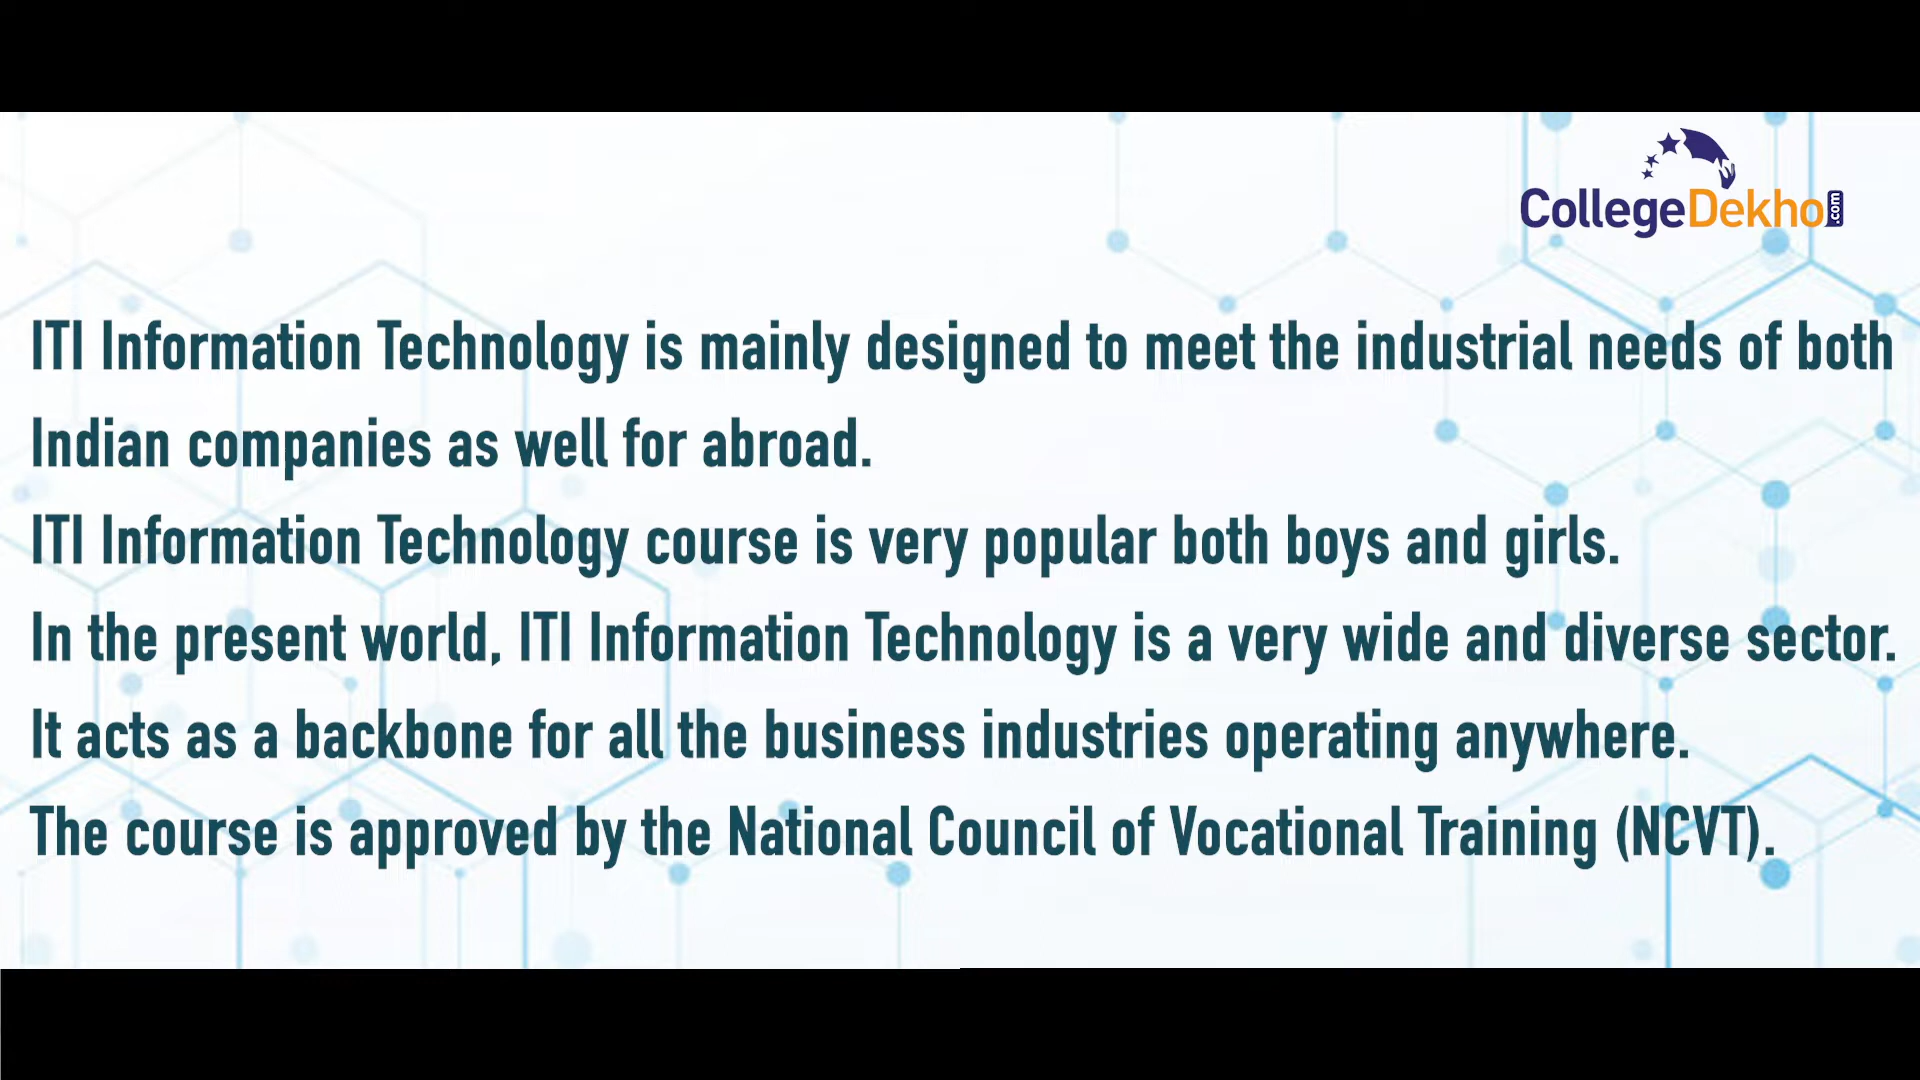 CollegeDekho.com
ITI Information Technology is mainly designed to meet the industrial needs of both
Indian companies as well for abroad.
ITI Information Technology course is very popular both boys and girls.
In the present world, ITI Information Technology is a very wide and diverse sector.
It acts as a backbone for all the business industries operating anywhere.
The course is approved by the National Council of Vocational Training (NCVT).